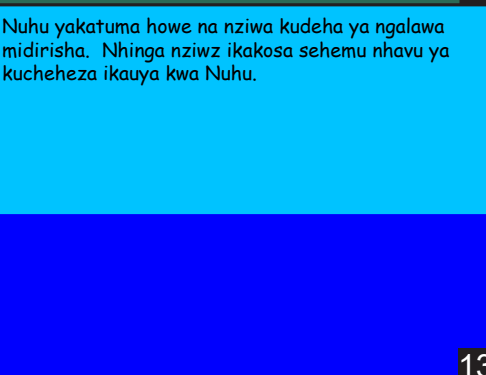 Nuhu yakatuma howe na nziwa kudeha ya ngalawa
midirisha.  Nhinga nziwz ikakosa sehemu nhavu ya
kucheheza ikauya kwa Nuhu.
13